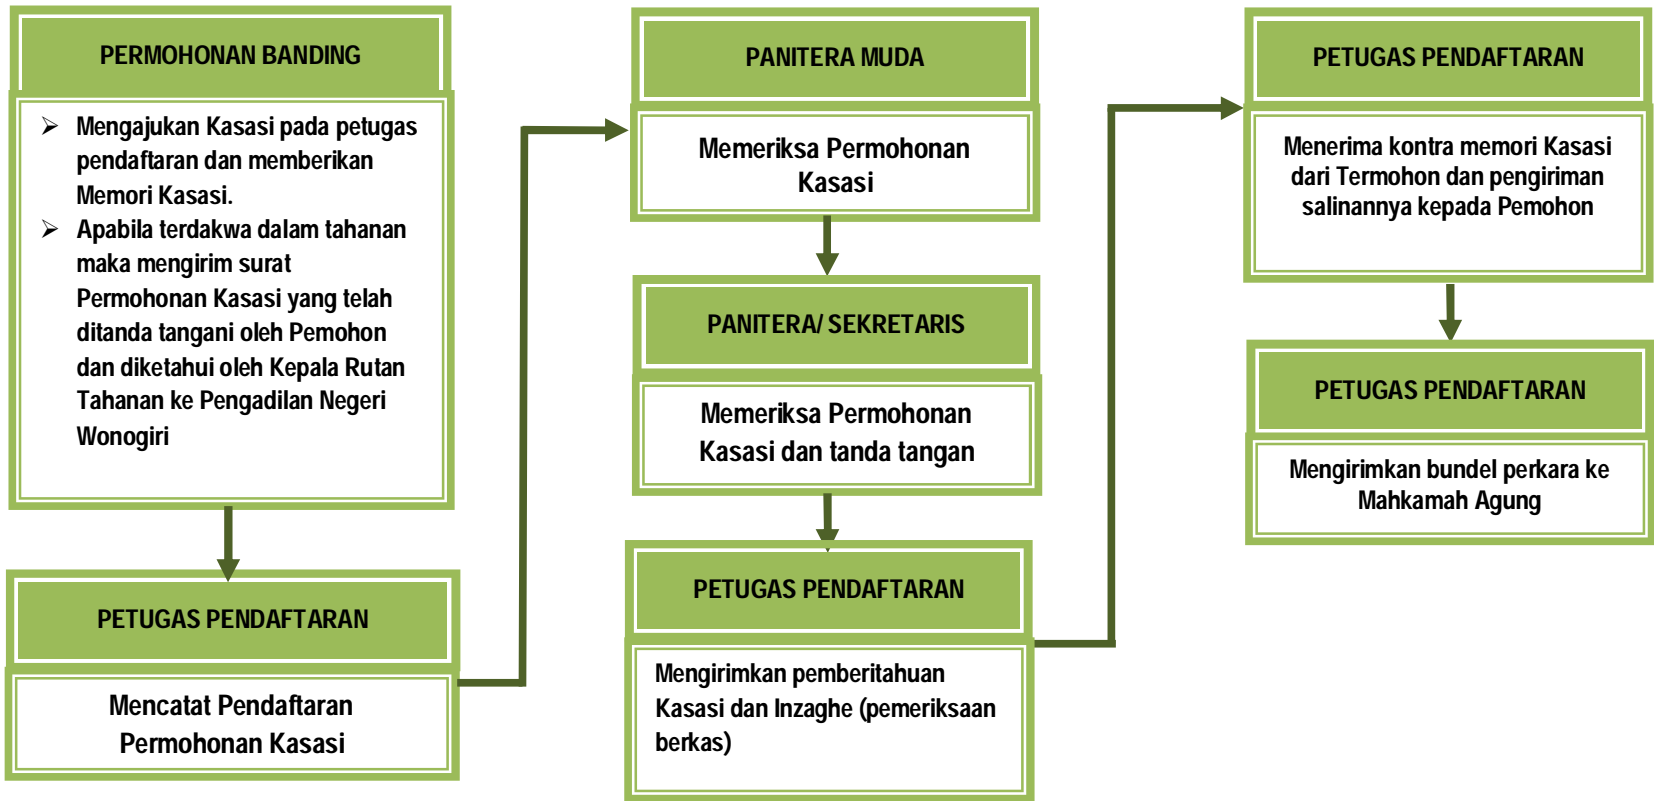 PERMOHONAN BANDING
➢ Mengajukan Kasasi pada petugas
pendaftaran dan memberikan
Memori Kasasi.
➢ Apabila terdakwa dalam tahanan
maka mengirim surat
Permohonan Kasasi yang telah
ditanda tangani oleh Pemohon
dan diketahui oleh Kepala Rutan
Tahanan ke Pengadilan Negeri
Wonogiri
PETUGAS PENDAFTARAN
Mencatat Pendaftaran
Permohonan Kasasi
PANITERA MUDA
Memeriksa Permohonan
Kasasi
PANITERA/ SEKRETARIS
Memeriksa Permohonan
Kasasi dan tanda tangan
PETUGAS PENDAFTARAN
Mengirimkan pemberitahuan
Kasasi dan Inzaghe (pemeriksaan
berkas)
PETUGAS PENDAFTARAN
Menerima kontra memori Kasasi
dari Termohon dan pengiriman
salinannya kepada Pemohon
PETUGAS PENDAFTARAN
Mengirimkan bundel perkara ke
Mahkamah Agung